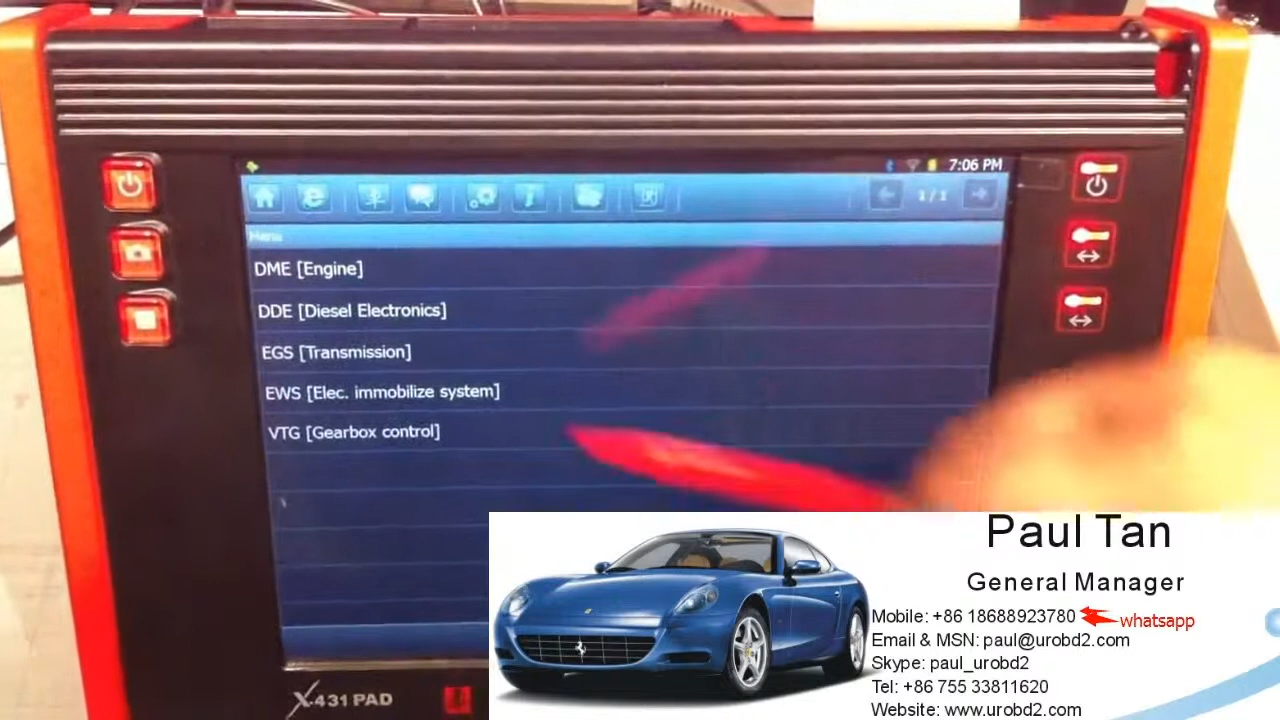 7:06 PM
1/1
Menu
DME [Engine]
DDE [Diesel Electronics]
EGS [Transmission]
EWS [Elec. immobilize system]
VTG [Gearbox control]
X-431 PAD
Paul Tan
General Manager
Mobile: +86 18688923780 whatsapp
Email & MSN: paul@urobd2.com
Skype: paul_urobd2
Tel: +86 755 33811620
Website: www.urobd2.com